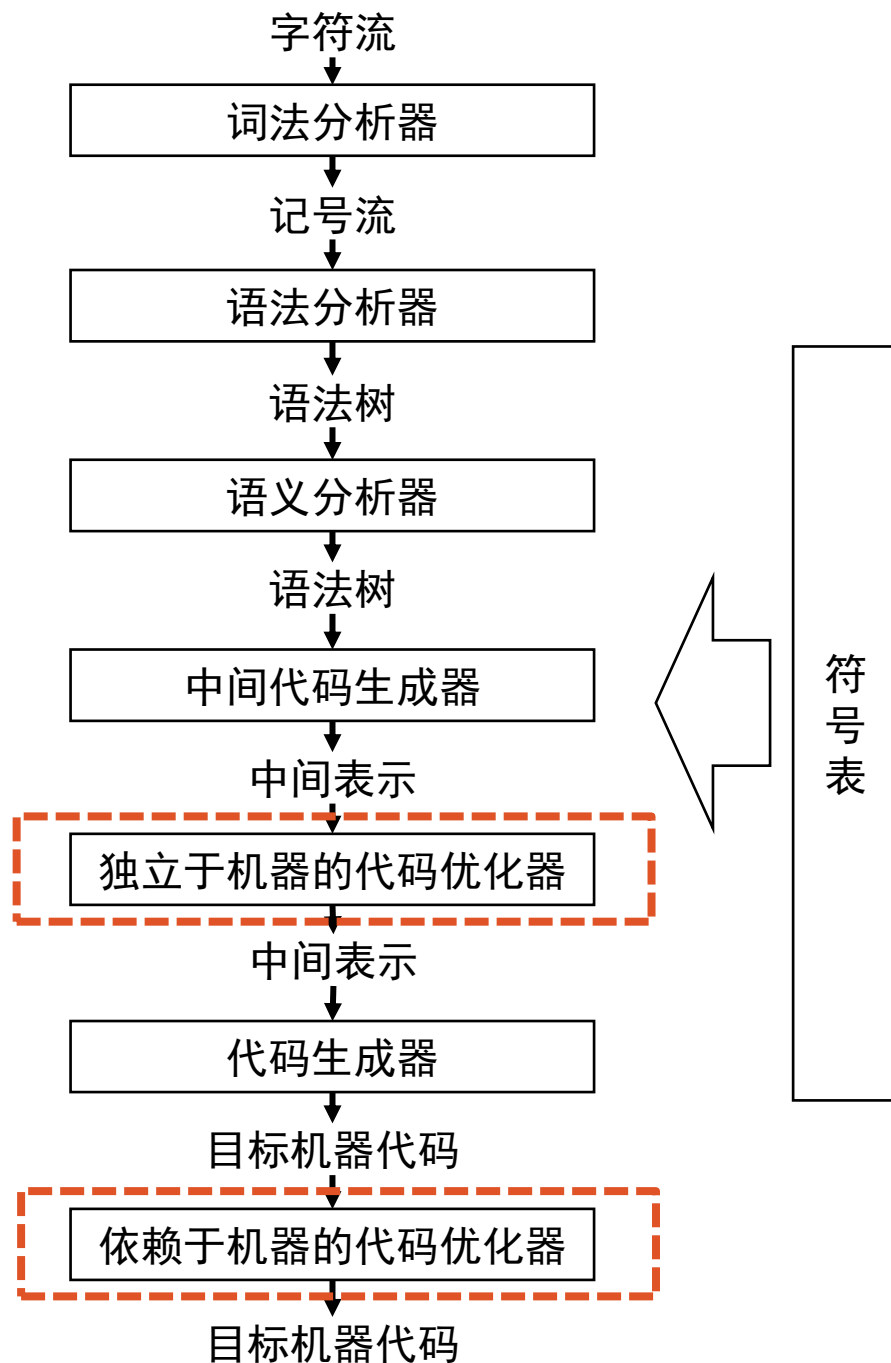 字符流
词法分析器
记号流
语法分析器
语法树
语义分析器
语法树
中间代码生成器
中间表示
独立于机器的代码优化器
中间表示
代码生成器
目标机器代码
依赖于机器的代码优化器
目标机器代码
符
号
表